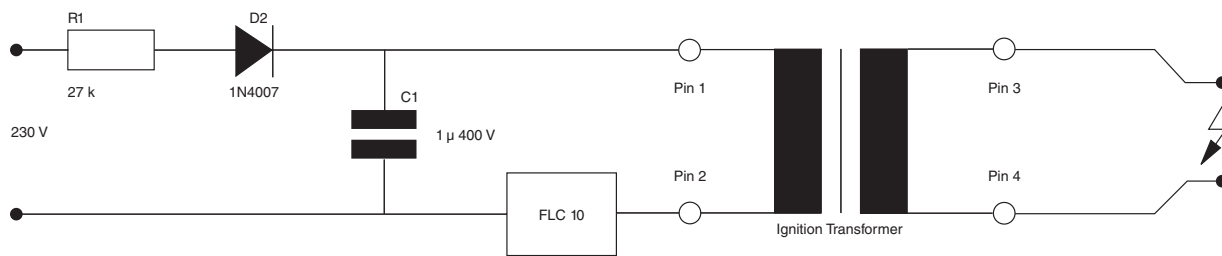 R1
D2
27 k
1N4007
C1
230 V
1 µ 400 V
Pin 1
Pin 3
Pin 2
Pin 4
FLC 10
Ignition Transformer